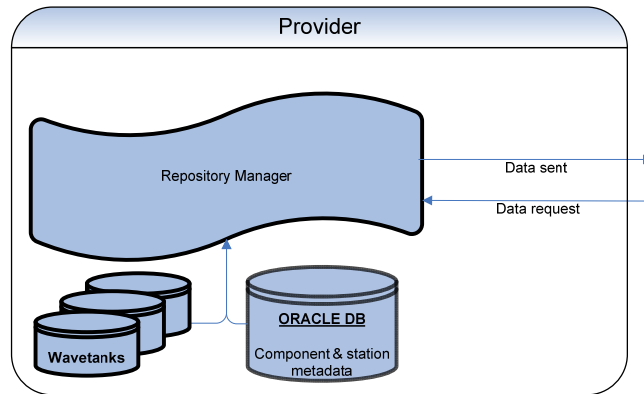 Provider
Repository Manager
Data sent
Data request
Wavetanks
ORACLE DB
Component & station
metadata